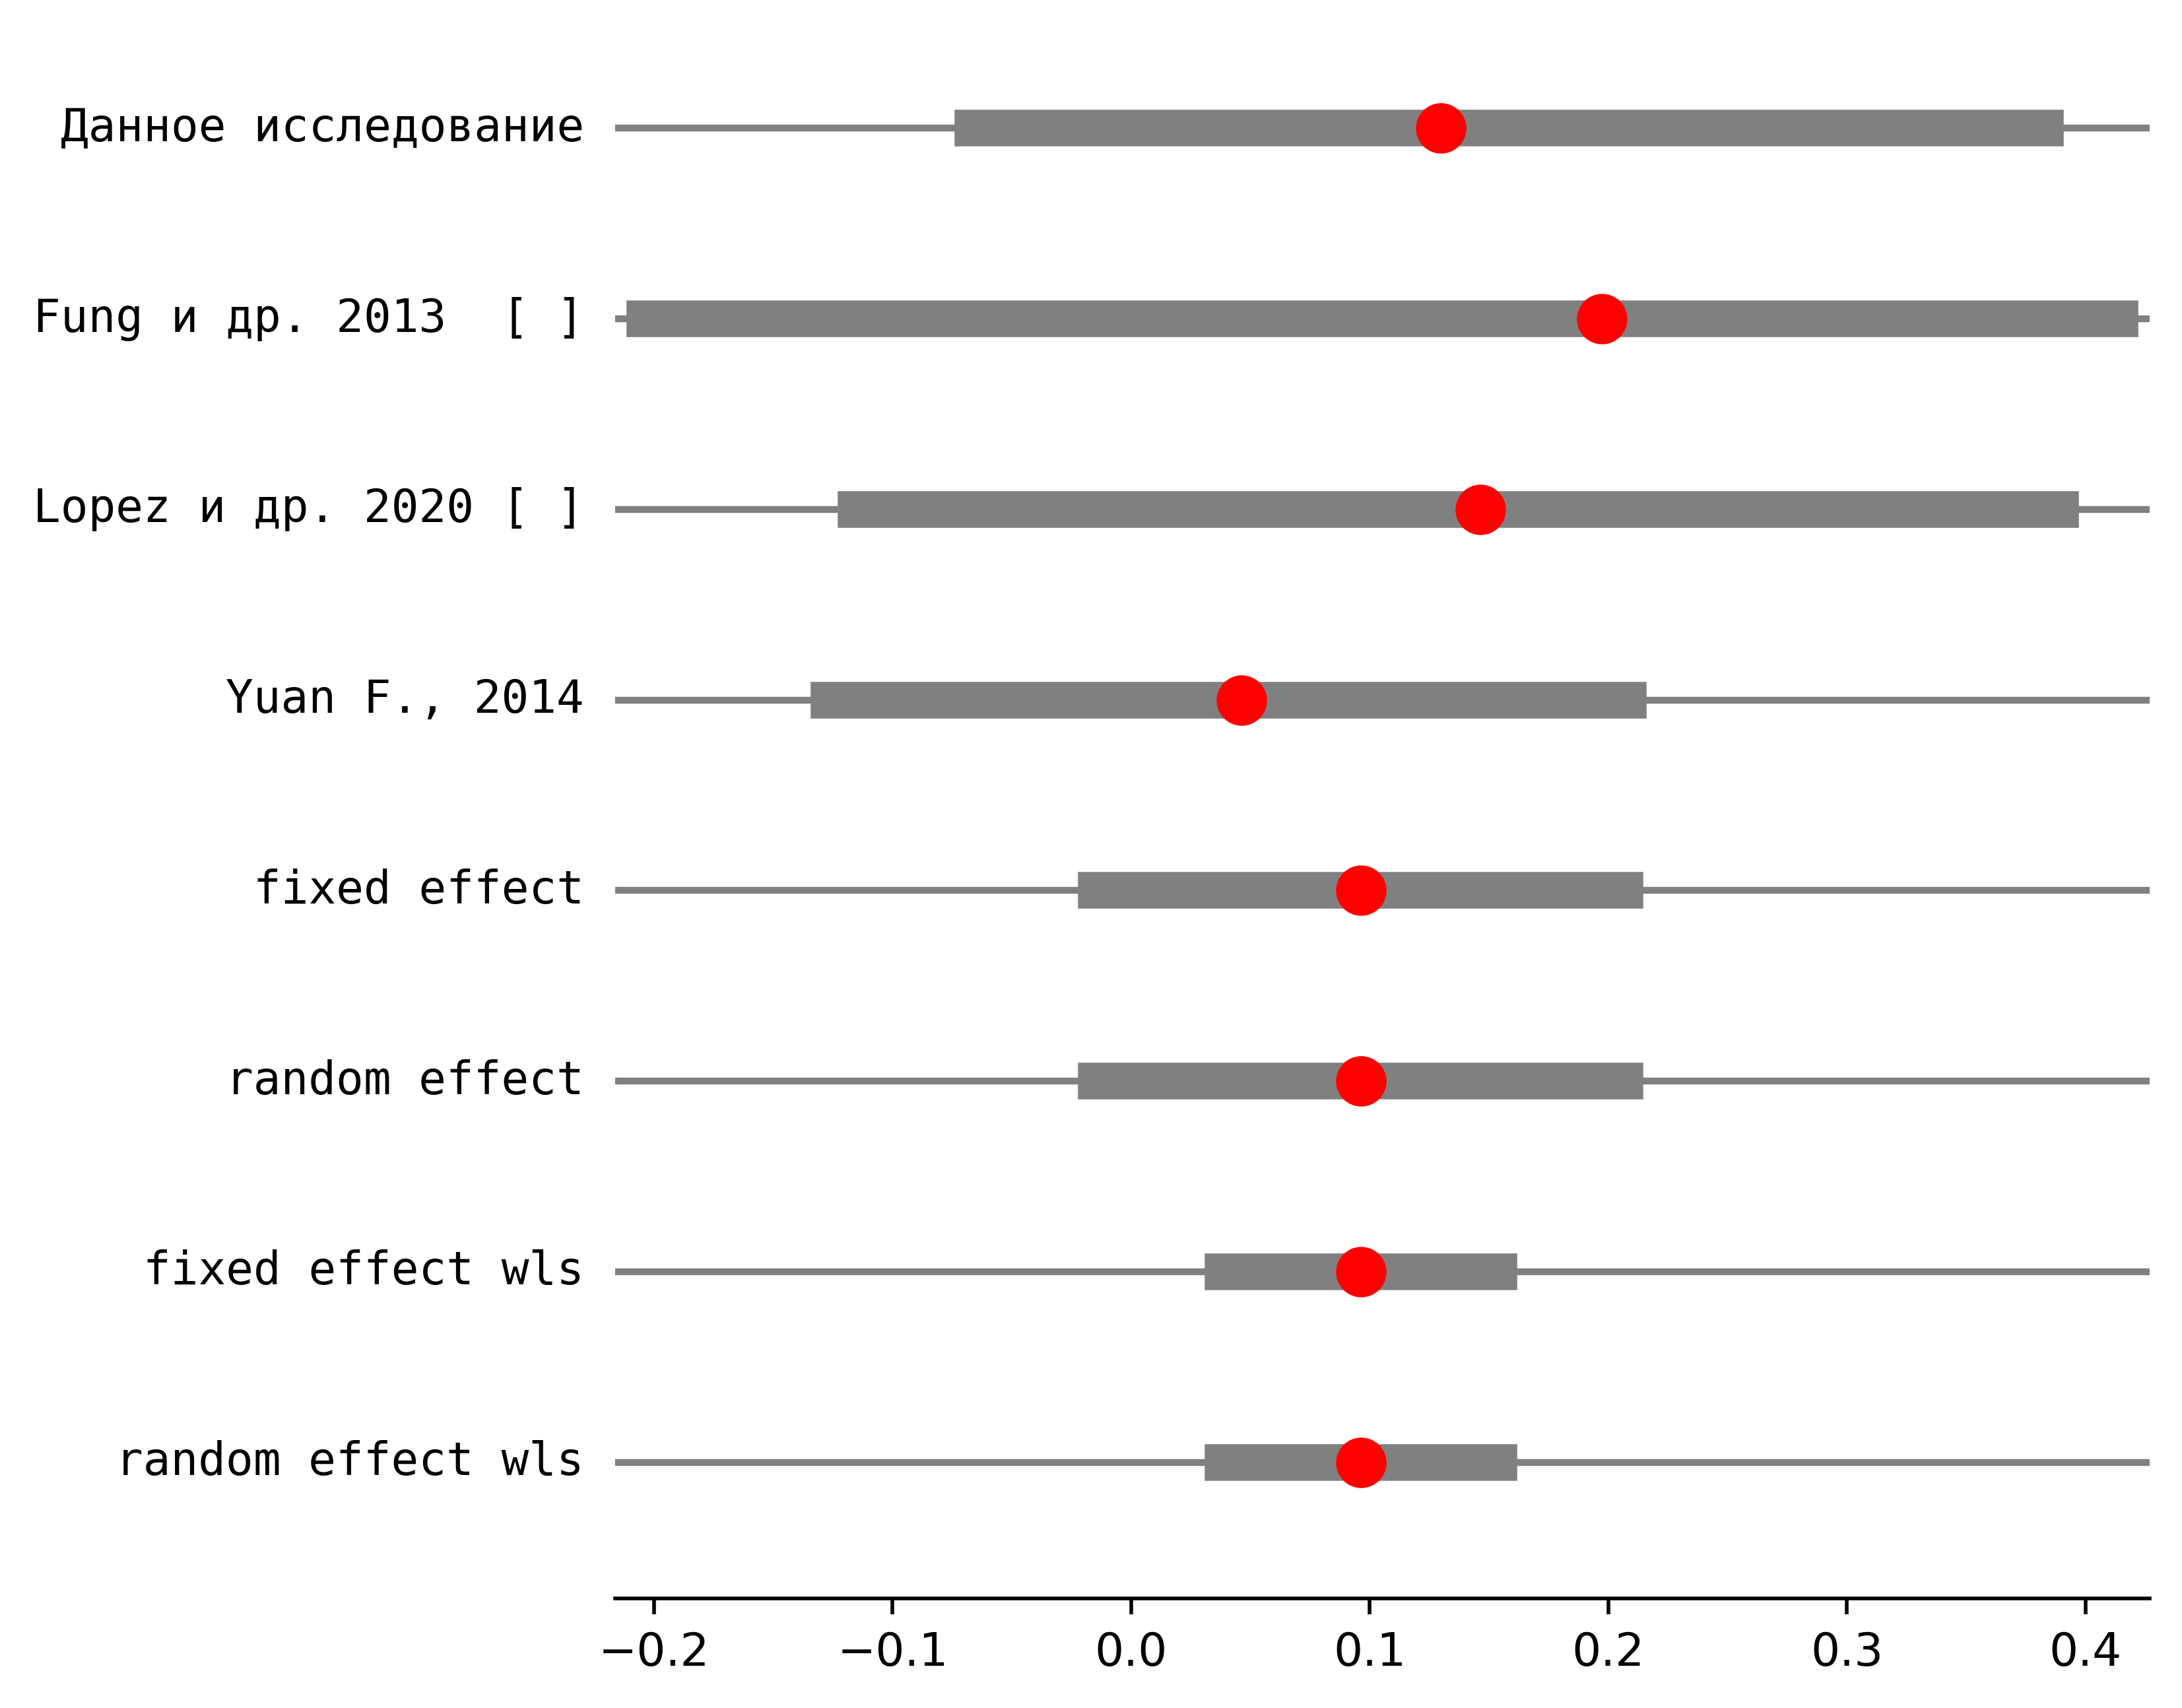 Данное исследование
Fung и др. 2013  [ ]
Lopez и др. 2020 [ ]
Yuan F., 2014
fixed effect
random effect
fixed effect wls
random effect wls
−0.2 −0.1 0.0 0.1 0.2 0.3 0.4